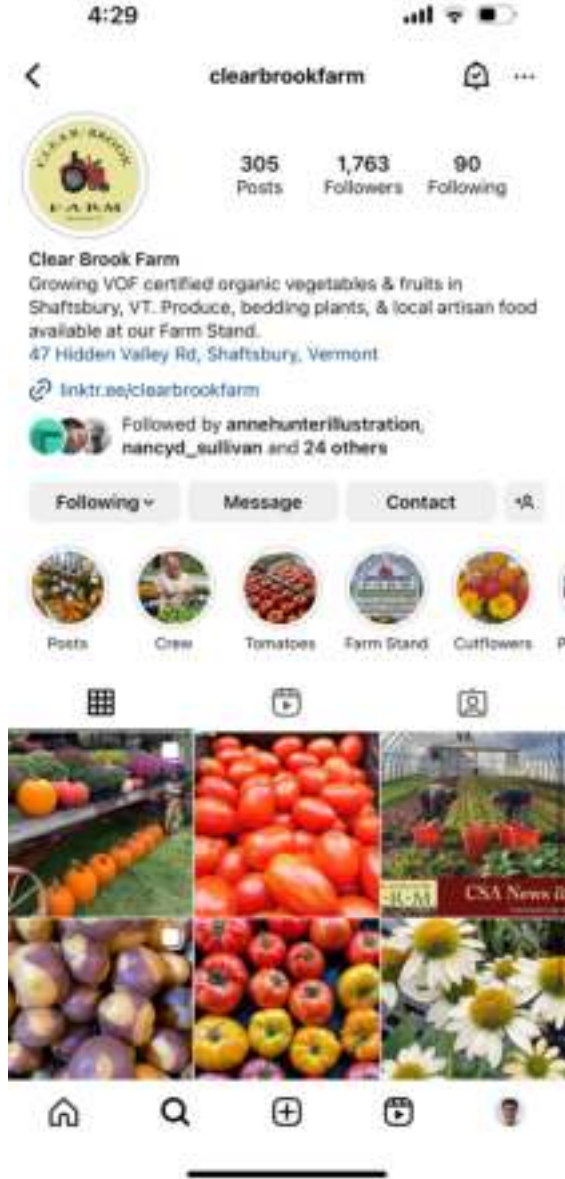 4:29
clearbrookfarm
CLEAR BROOK
FARM
305
Posts
1,763
Followers
90
Following
Clear Brook Farm
Growing VOF certified organic vegetables & fruits in
Shaftsbury, VT. Produce, bedding plants, & local artisan food
available at our Farm Stand.
47 Hidden Valley Rd, Shaftsbury, Vermont
linktr.ee/clearbrookfarm
Followed by annehunterillustration,
nancyd_sullivan and 24 others
Following
Message
Contact
Posts
Crew
Tomatoes
Farm Stand
Cutflowers
P
-R-M
CSA News